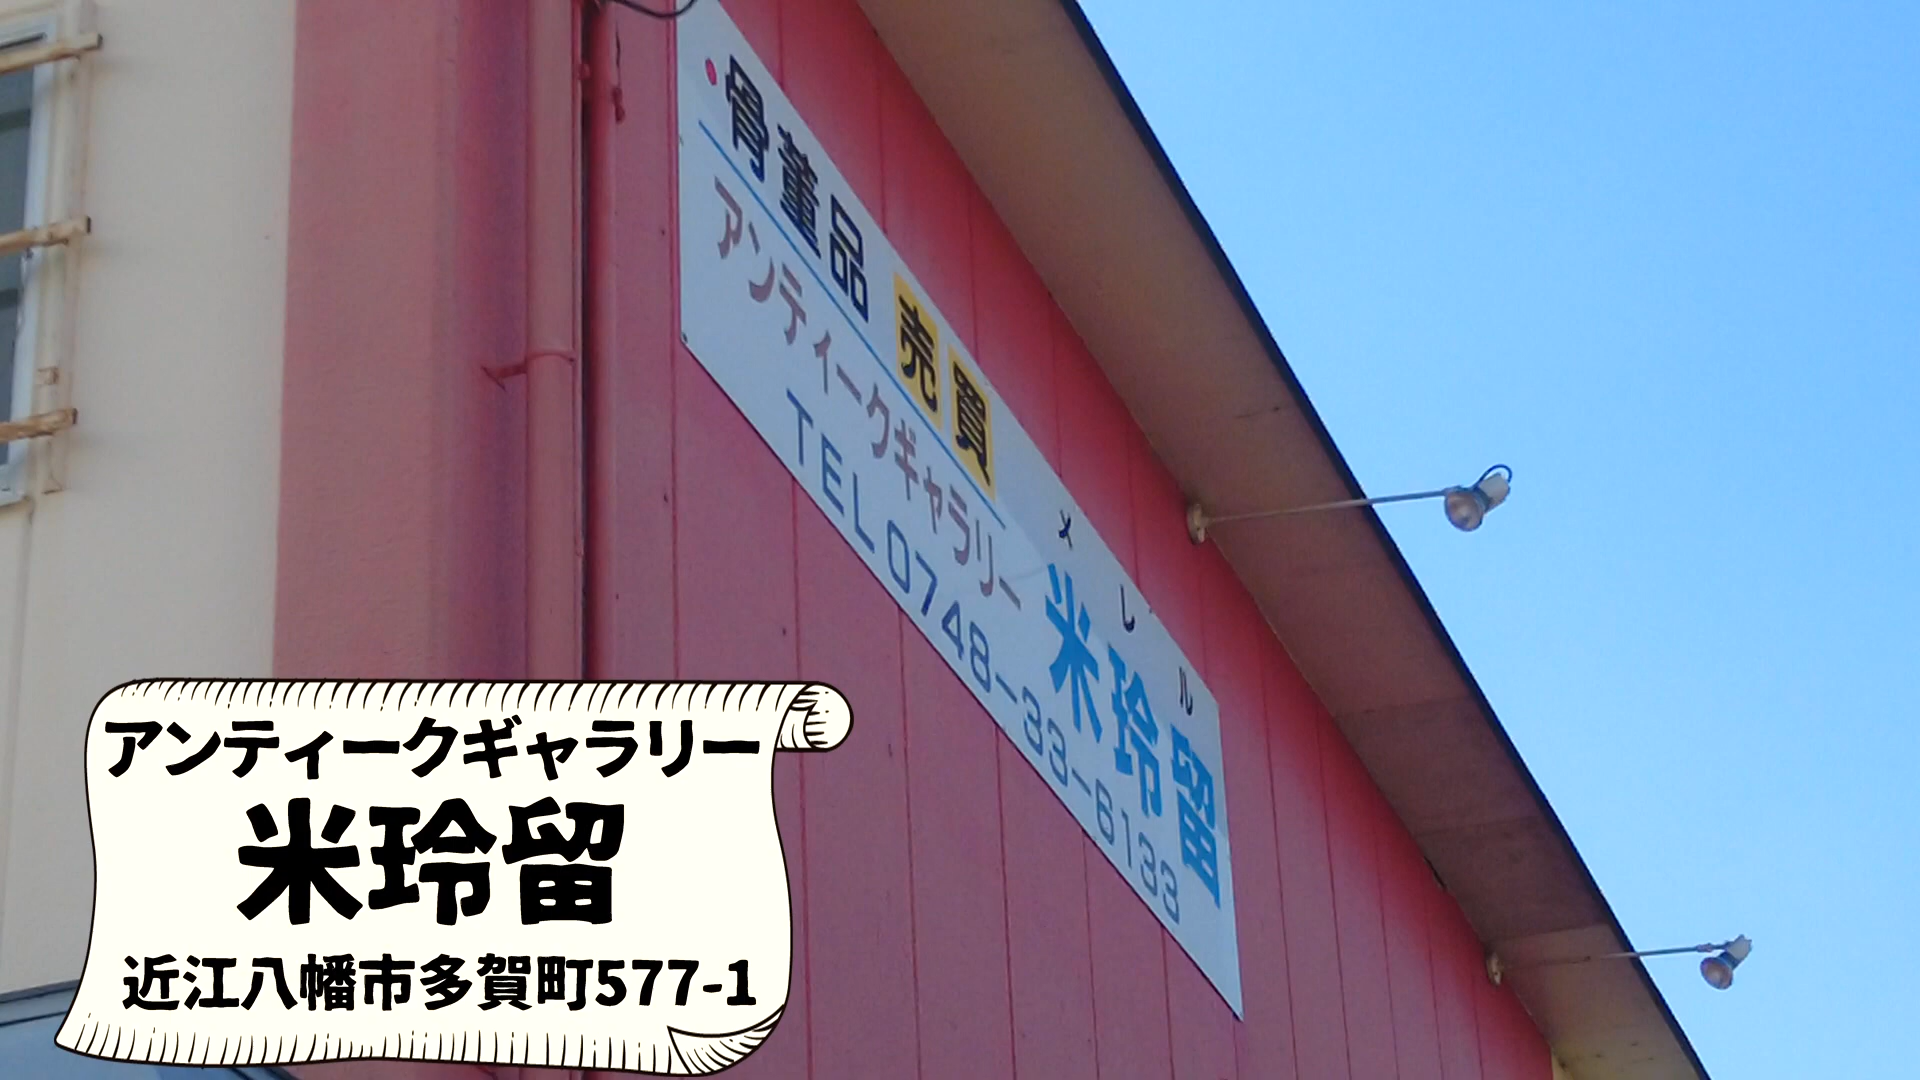 骨董品 売買
アンティークギャラリー
TEL 0748-33-6133
メレル
米玲留
アンティークギャラリー
米玲留
近江八幡市多賀町577-1